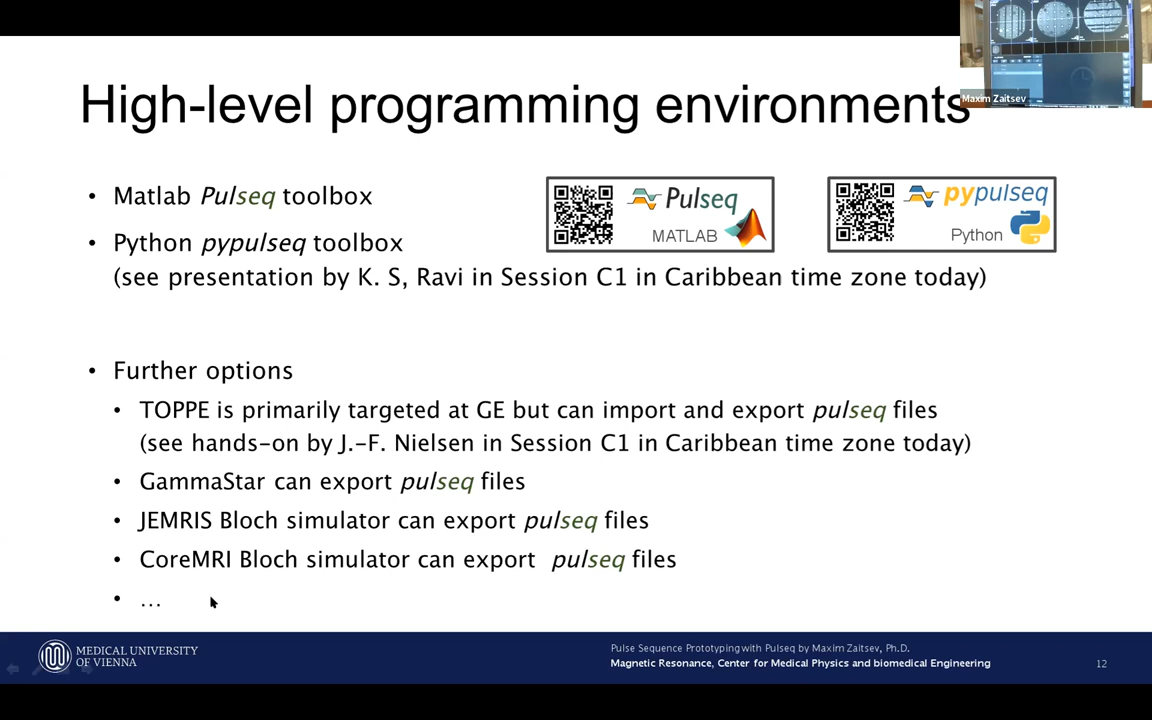 Maxim Zaitsev
High-level programming environments
• Matlab Pulseq toolbox
Pulseq
MATLAB
pypulseq
Python
• Python pypulseq toolbox
(see presentation by K. S, Ravi in Session C1 in Caribbean time zone today)
• Further options
• TOPPE is primarily targeted at GE but can import and export pulseq files
(see hands-on by J.-F. Nielsen in Session C1 in Caribbean time zone today)
• GammaStar can export pulseq files
• JEMRIS Bloch simulator can export pulseq files
• CoreMRI Bloch simulator can export pulseq files
• ...
MEDICAL UNIVERSITY
OF VIENNA
Pulse Sequence Prototyping with Pulseq by Maxim Zaitsev, Ph.D.
Magnetic Resonance, Center for Medical Physics and biomedical Engineering
12